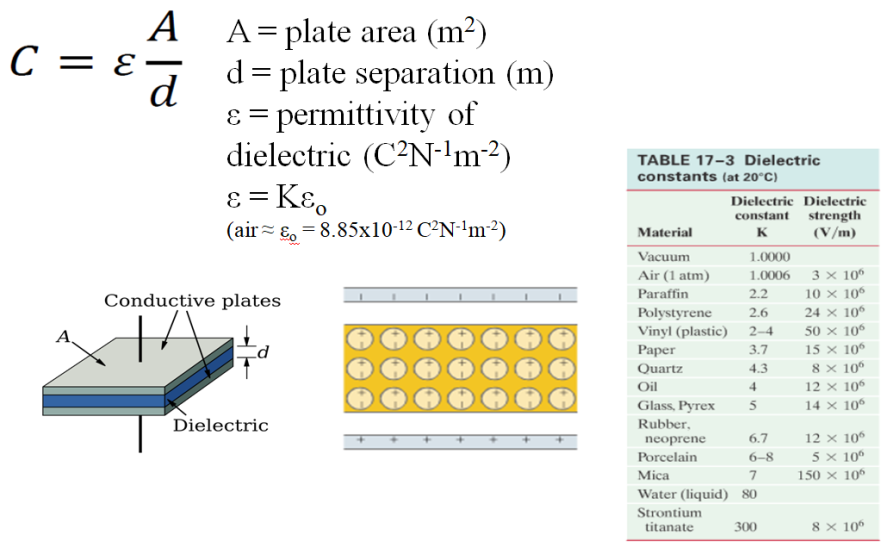 C = ε A/d
A = plate area (m²)
d = plate separation (m)
ε = permittivity of
dielectric (C²N⁻¹m⁻²)
ε = Kεₒ
(air ≈ εₒ = 8.85x10⁻¹² C²N⁻¹m⁻²)
TABLE 17–3 Dielectric
constants (at 20°C)
Dielectric Dielectric
constant strength
Material K (V/m)
Vacuum 1.0000
Air (1 atm) 1.0006 3 × 10⁶
Paraffin 2.2 10 × 10⁶
Polystyrene 2.6 24 × 10⁶
Vinyl (plastic) 2–4 50 × 10⁶
Paper 3.7 15 × 10⁶
Quartz 4.3 8 × 10⁶
Oil 4 12 × 10⁶
Glass, Pyrex 5 14 × 10⁶
Rubber,
neoprene 6.7 12 × 10⁶
Porcelain 6–8 5 × 10⁶
Mica 7 150 × 10⁶
Water (liquid) 80
Strontium
titanate 300 8 × 10⁶
Conductive plates
A
d
Dielectric